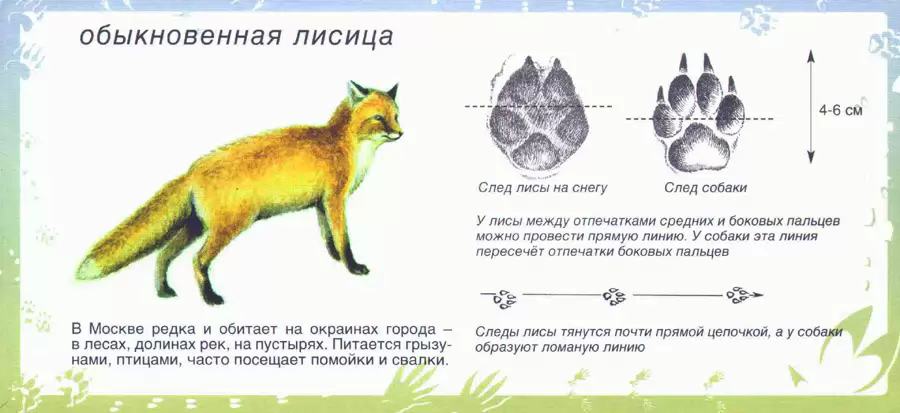 обыкновенная лисица
4-6 см
След лисы на снегу
След собаки
У лисы между отпечатками средних и боковых пальцев
можно провести прямую линию. У собаки эта линия
пересечёт отпечатки боковых пальцев
Следы лисы тянутся почти прямой цепочкой, а у собаки
образуют ломаную линию
В Москве редка и обитает на окраинах города –
в лесах, долинах рек, на пустырях. Питается грызу-
нами, птицами, часто посещает помойки и свалки.